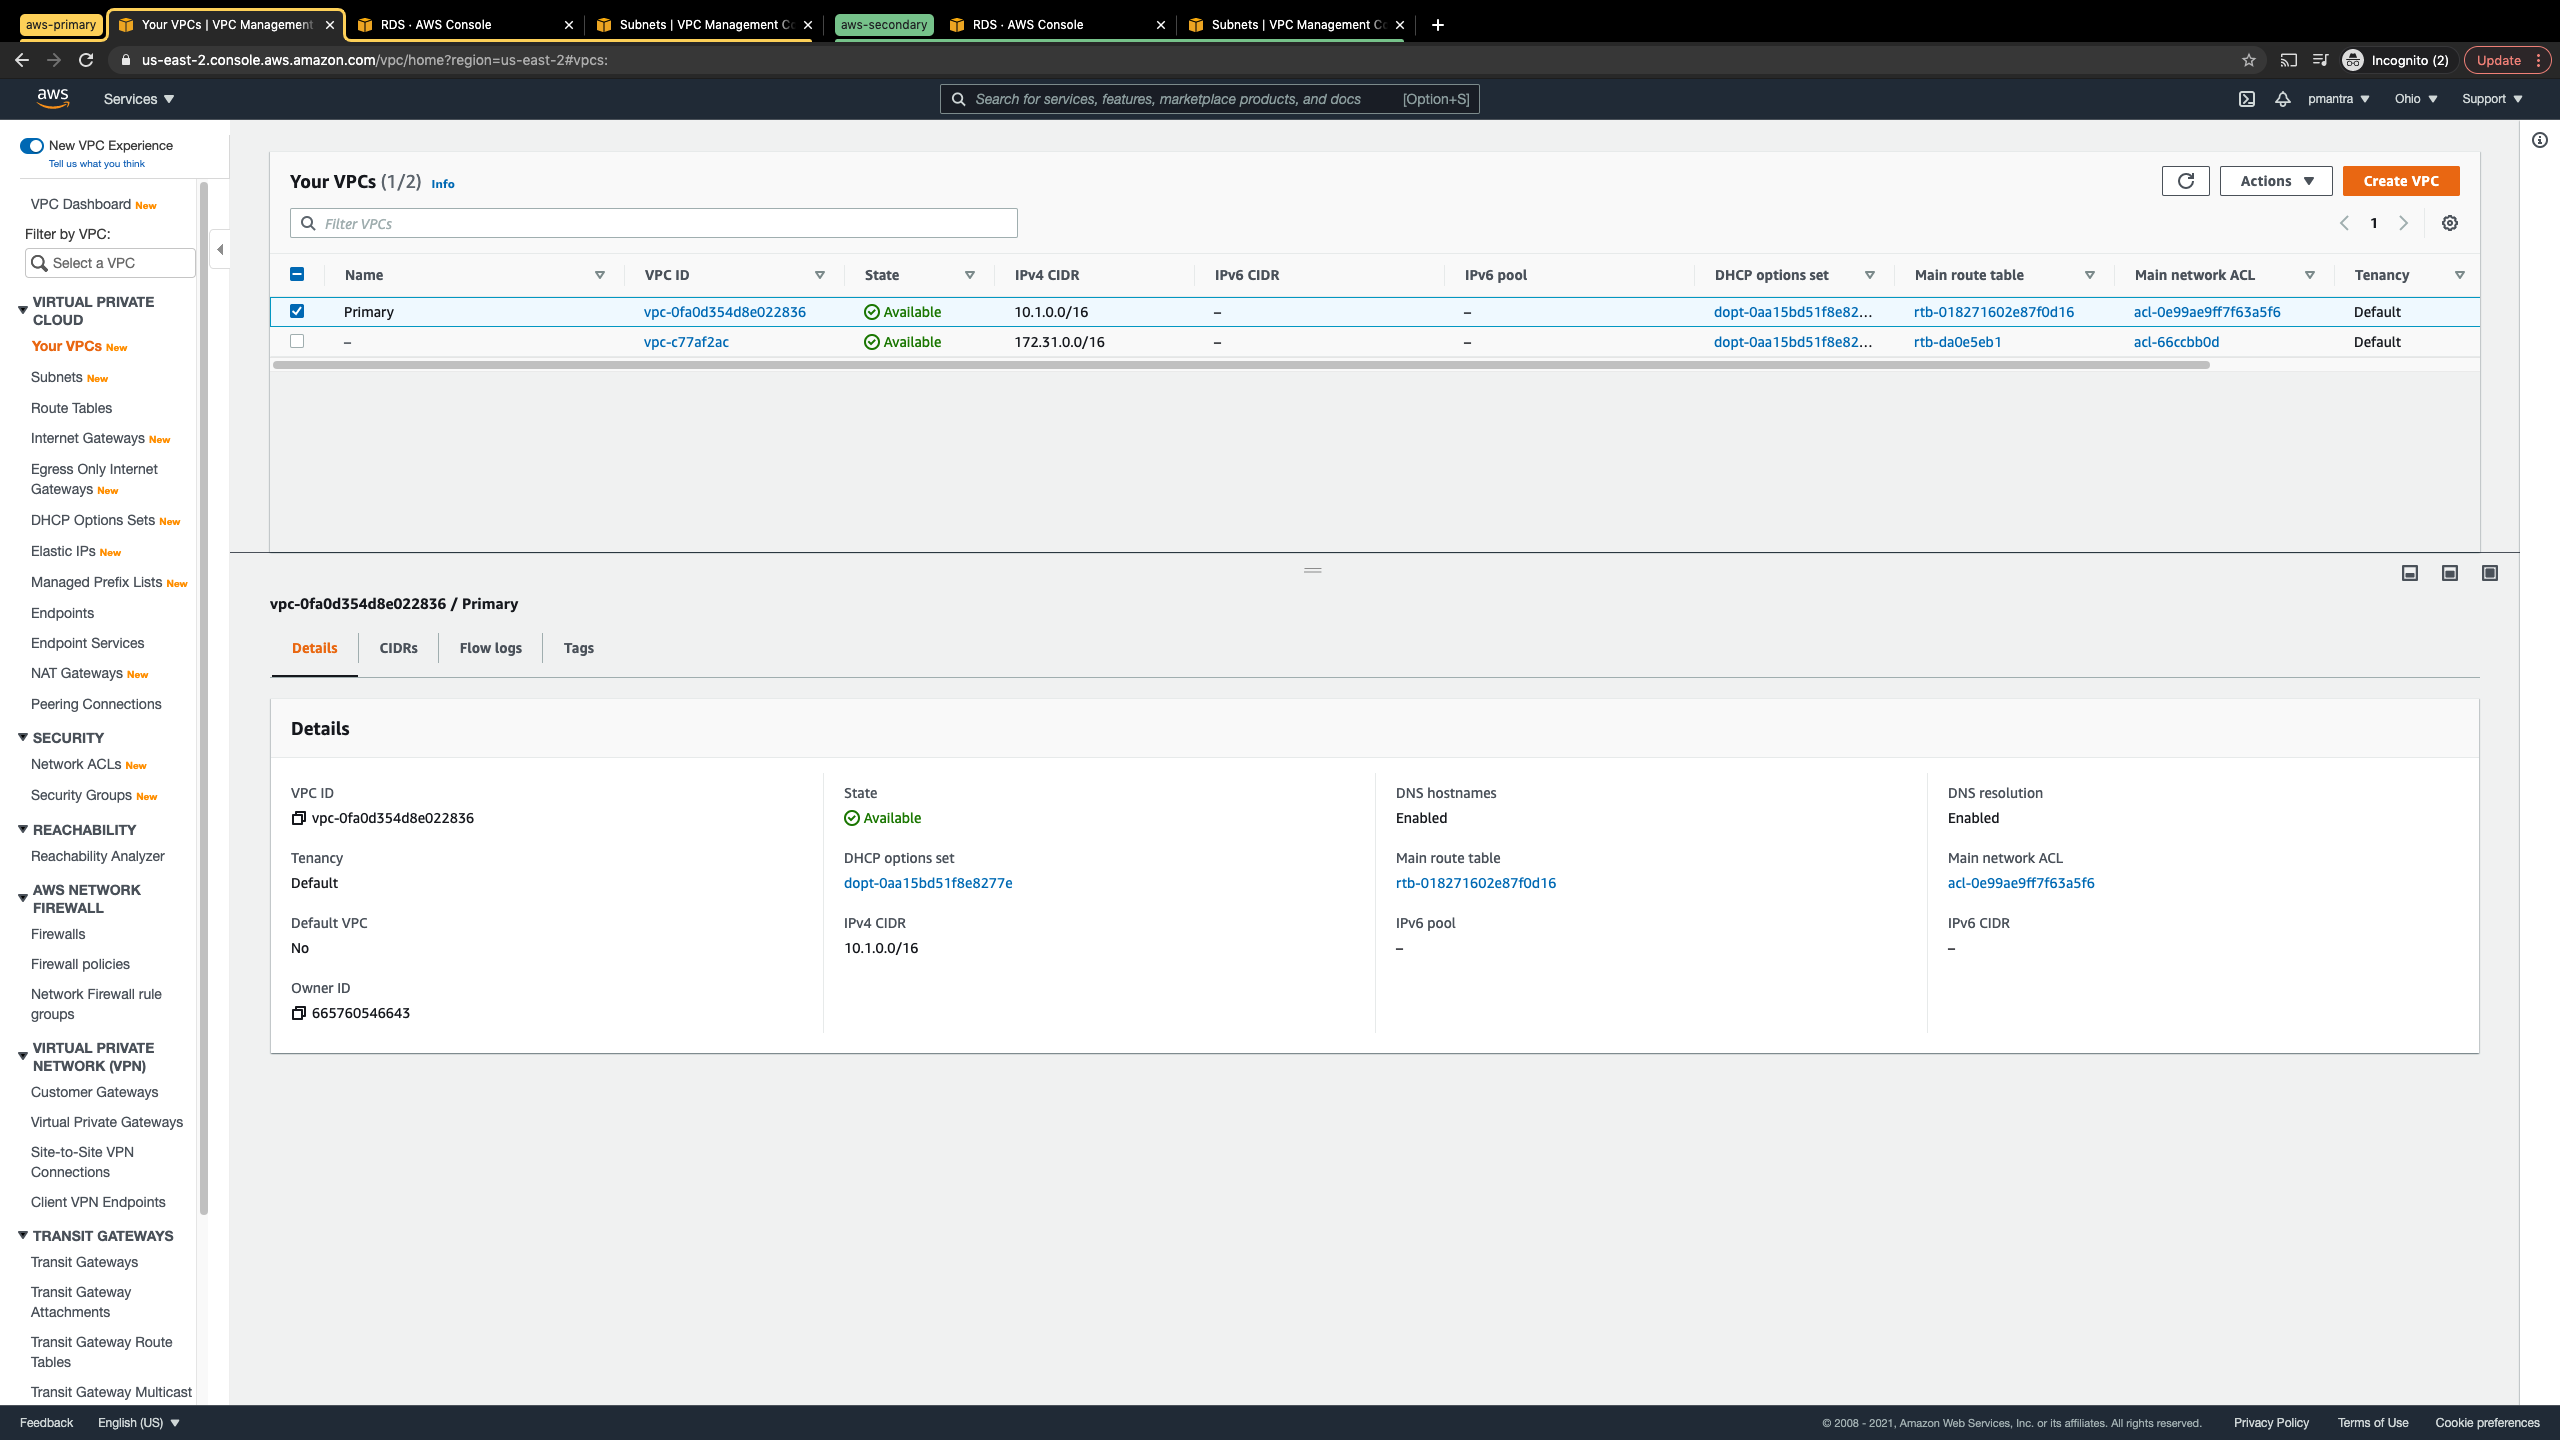 aws-primary
Your VPCs | VPC Management
RDS · AWS Console
Subnets | VPC Management Co
aws-secondary
RDS · AWS Console
Subnets | VPC Management Co
us-east-2.console.aws.amazon.com/vpc/home?region=us-east-2#vpcs:
Incognito (2)
Update
aws
Services
Search for services, features, marketplace products, and docs [Option+S]
pmantra
Ohio
Support
New VPC Experience
Tell us what you think
VPC Dashboard New
Filter by VPC:
Select a VPC
VIRTUAL PRIVATE
CLOUD
Your VPCs New
Subnets New
Route Tables
Internet Gateways New
Egress Only Internet
Gateways New
DHCP Options Sets New
Elastic IPs New
Managed Prefix Lists New
Endpoints
Endpoint Services
NAT Gateways New
Peering Connections
SECURITY
Network ACLs New
Security Groups New
REACHABILITY
Reachability Analyzer
AWS NETWORK
FIREWALL
Firewalls
Firewall policies
Network Firewall rule
groups
VIRTUAL PRIVATE
NETWORK (VPN)
Customer Gateways
Virtual Private Gateways
Site-to-Site VPN
Connections
Client VPN Endpoints
TRANSIT GATEWAYS
Transit Gateways
Transit Gateway
Attachments
Transit Gateway Route
Tables
Transit Gateway Multicast
Your VPCs (1/2) Info
Actions
Create VPC
Filter VPCs
1
Name VPC ID State IPv4 CIDR IPv6 CIDR IPv6 pool DHCP options set Main route table Main network ACL Tenancy
Primary vpc-0fa0d354d8e022836 Available 10.1.0.0/16 – – dopt-0aa15bd51f8e82... rtb-018271602e87f0d16 acl-0e99ae9ff7f63a5f6 Default
– vpc-c77af2ac Available 172.31.0.0/16 – – dopt-0aa15bd51f8e82... rtb-da0e5eb1 acl-66ccbb0d Default
vpc-0fa0d354d8e022836 / Primary
Details CIDRs Flow logs Tags
Details
VPC ID State DNS hostnames DNS resolution
vpc-0fa0d354d8e022836 Available Enabled Enabled
Tenancy DHCP options set Main route table Main network ACL
Default dopt-0aa15bd51f8e8277e rtb-018271602e87f0d16 acl-0e99ae9ff7f63a5f6
Default VPC IPv4 CIDR IPv6 pool IPv6 CIDR
No 10.1.0.0/16 – –
Owner ID
665760546643
Feedback English (US)
© 2008 - 2021, Amazon Web Services, Inc. or its affiliates. All rights reserved. Privacy Policy Terms of Use Cookie preferences